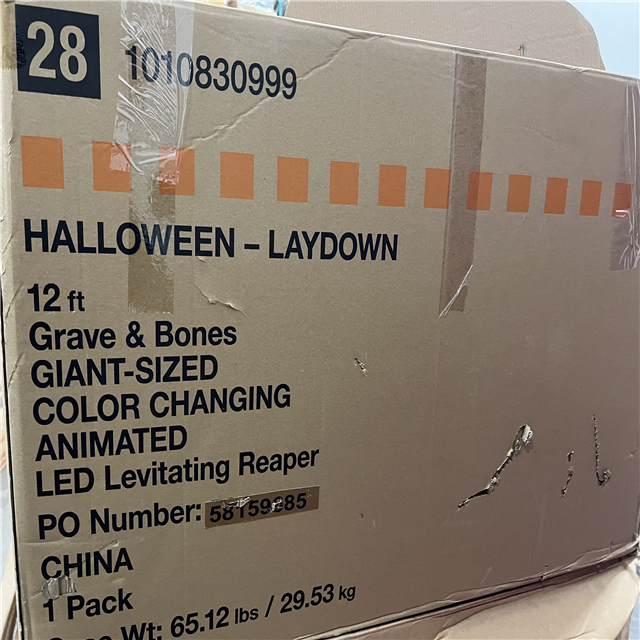 28
1010830999
HALLOWEEN – LAYDOWN
12 ft
Grave & Bones
GIANT-SIZED
COLOR CHANGING
ANIMATED
LED Levitating Reaper
PO Number:
CHINA
1 Pack
Wt: 65.12 lbs / 29.53 kg